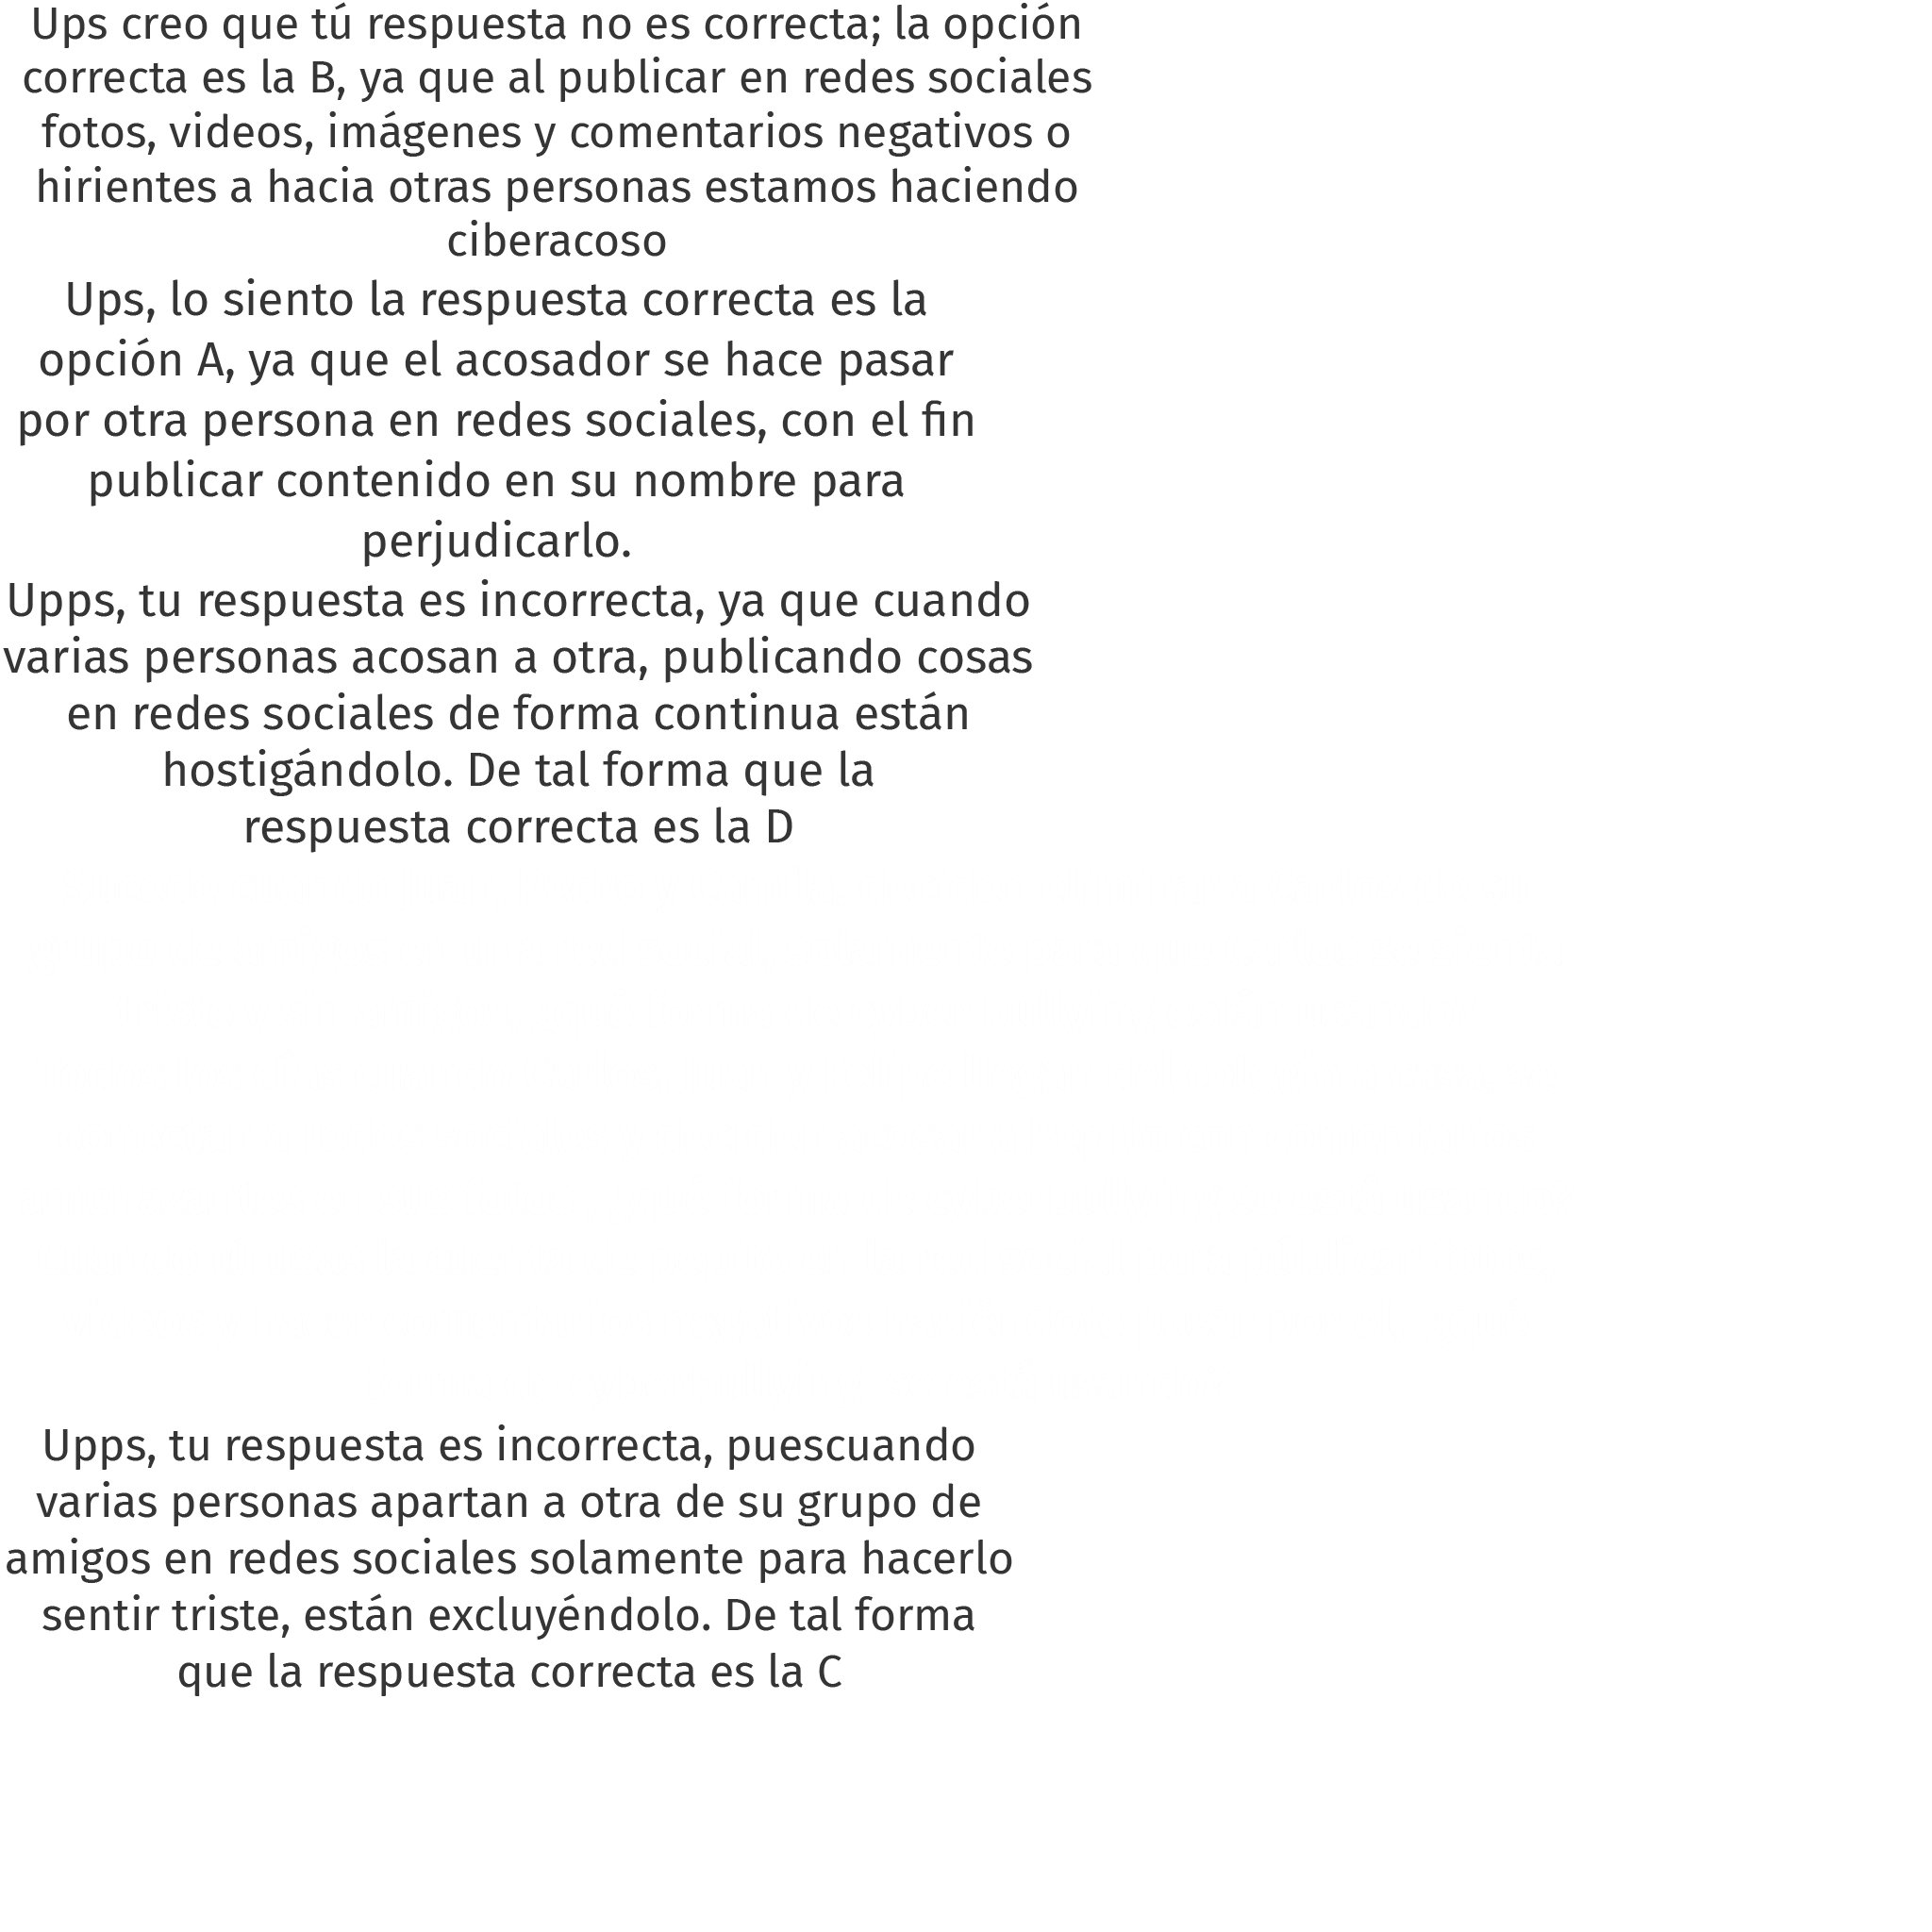 Ups creo que tú respuesta no es correcta; la opción
correcta es la B, ya que al publicar en redes sociales
fotos, videos, imágenes y comentarios negativos o
hirientes a hacia otras personas estamos haciendo
ciberacoso
Ups, lo siento la respuesta correcta es la
opción A, ya que el acosador se hace pasar
por otra persona en redes sociales, con el fin
publicar contenido en su nombre para
perjudicarlo.
Upps, tu respuesta es incorrecta, ya que cuando
varias personas acosan a otra, publicando cosas
en redes sociales de forma continua están
hostigándolo. De tal forma que la
respuesta correcta es la D
Upps, tu respuesta es incorrecta, puescuando
varias personas apartan a otra de su grupo de
amigos en redes sociales solamente para hacerlo
sentir triste, están excluyéndolo. De tal forma
que la respuesta correcta es la C